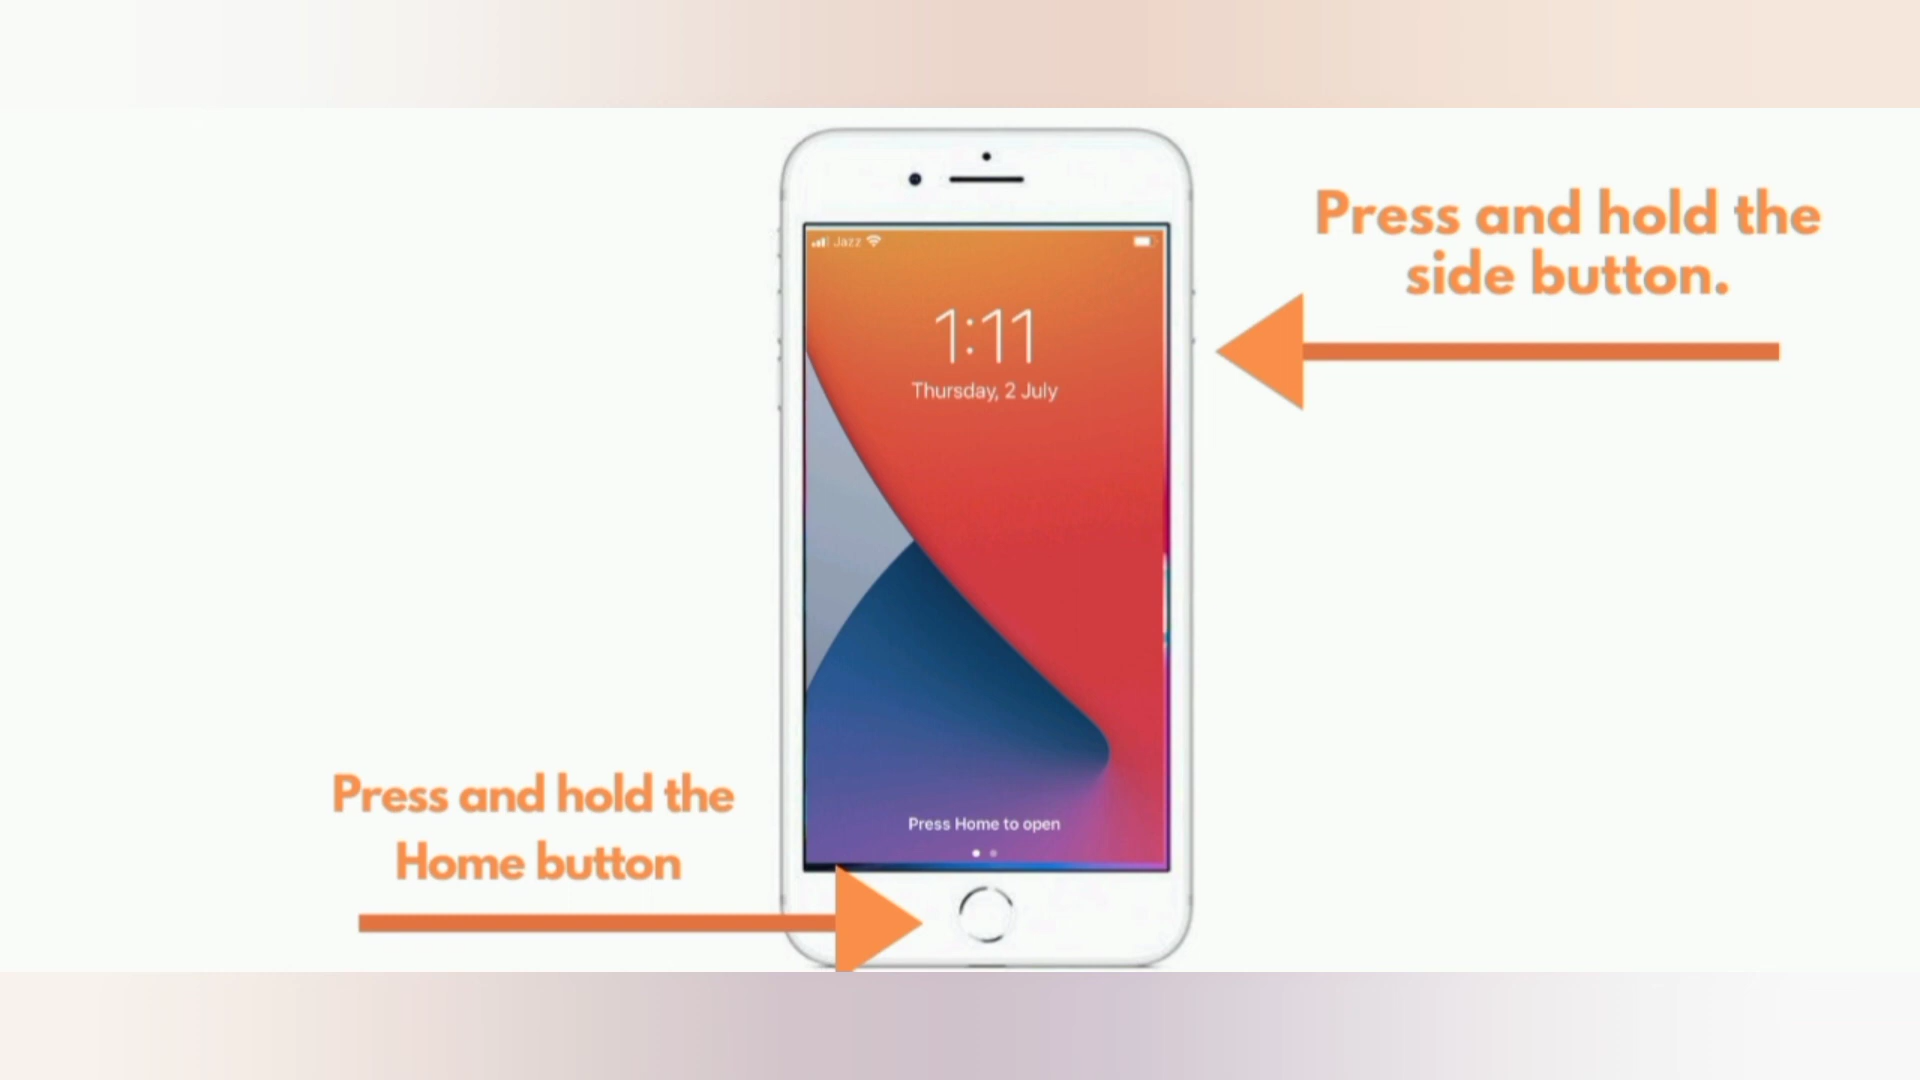 Press and hold the
side button.
Jazz
1:11
Thursday, 2 July
Press and hold the
Home button
Press Home to open